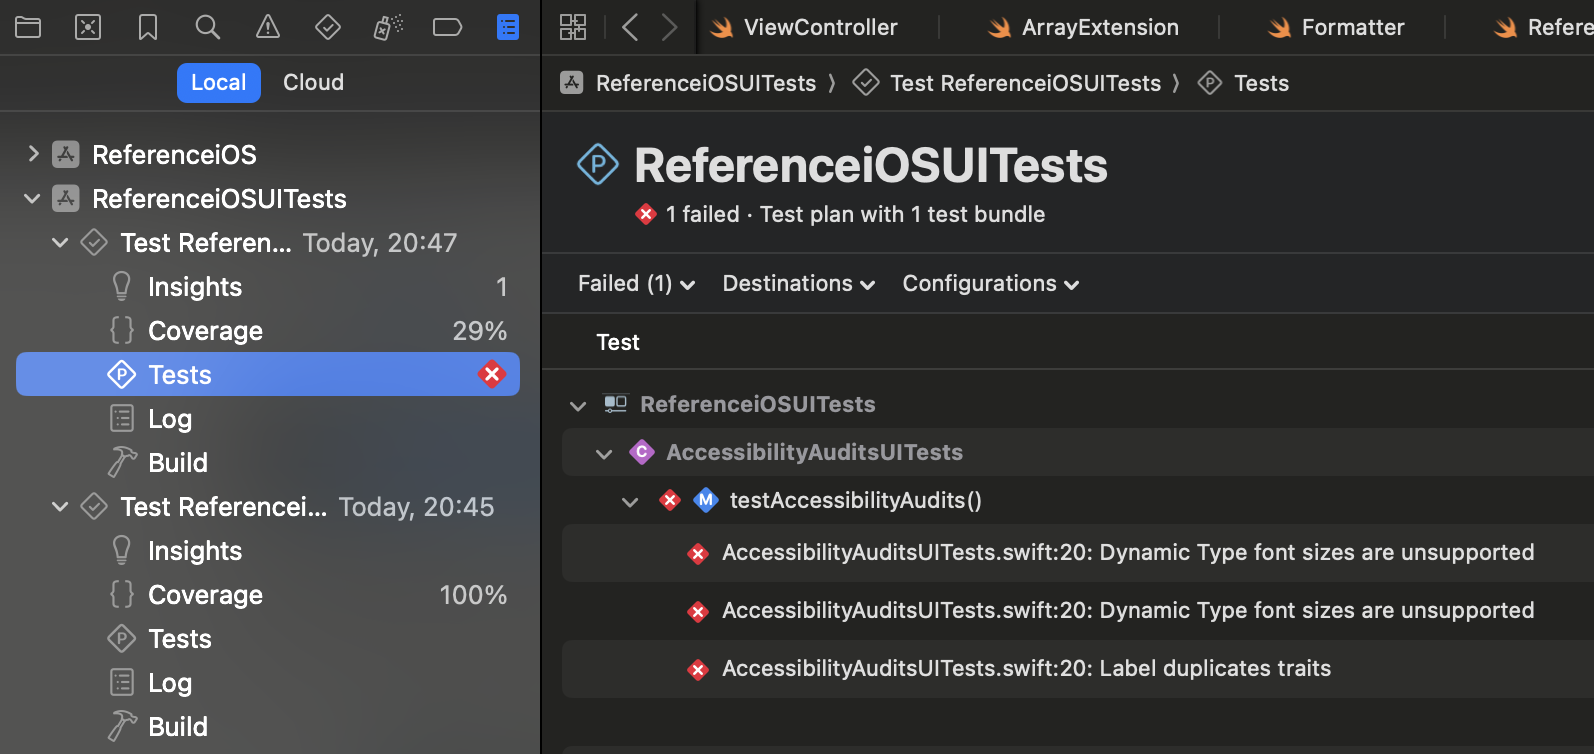 ViewController
ArrayExtension
Formatter
Refere
Local
Cloud
ReferenceiOSUITests
Test ReferenceiOSUITests
Tests
ReferenceiOS
ReferenceiOSUITests
Test Referen... Today, 20:47
Insights 1
Coverage 29%
Tests
Log
Build
Test Referencei... Today, 20:45
Insights
Coverage 100%
Tests
Log
Build
ReferenceiOSUITests
1 failed · Test plan with 1 test bundle
Failed (1)
Destinations
Configurations
Test
ReferenceiOSUITests
C AccessibilityAuditsUITests
M testAccessibilityAudits()
AccessibilityAuditsUITests.swift:20: Dynamic Type font sizes are unsupported
AccessibilityAuditsUITests.swift:20: Dynamic Type font sizes are unsupported
AccessibilityAuditsUITests.swift:20: Label duplicates traits